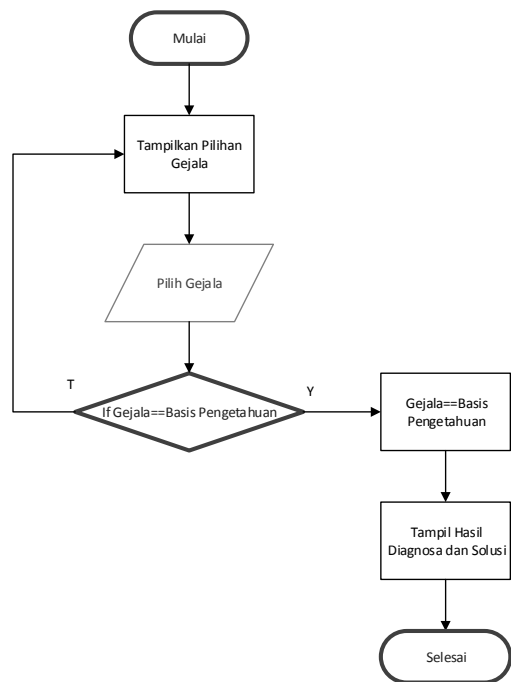 Mulai
Tampilkan Pilihan
Gejala
Pilih Gejala
T
If Gejala==Basis Pengetahuan
Y
Gejala==Basis
Pengetahuan
Tampil Hasil
Diagnosa dan Solusi
Selesai